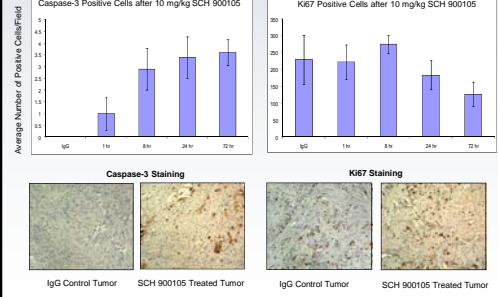 Caspase-3 Positive Cells after 10 mg/kg SCH 900105
Average Number of Positive Cells/Field
5
4.5
4
3.5
3
2.5
2
1.5
1
0.5
0
IgG 1 hr 8 hr 24 hr 72 hr
Ki67 Positive Cells after 10 mg/kg SCH 900105
350
300
250
200
150
100
50
0
IgG 1 hr 8 hr 24 hr 72 hr
Caspase-3 Staining
IgG Control Tumor SCH 900105 Treated Tumor
Ki67 Staining
IgG Control Tumor SCH 900105 Treated Tumor